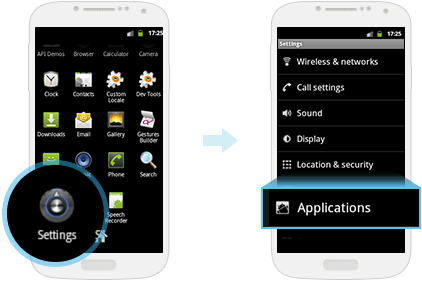 17:25
API Demos Browser Calculator Camera
Clock Contacts Custom Locale Dev Tools
Downloads Email Gallery Gestures Builder
Phone Search
Settings
Speech Recorder
17:25
Settings
Wireless & networks
Call settings
Sound
Display
Location & security
Applications